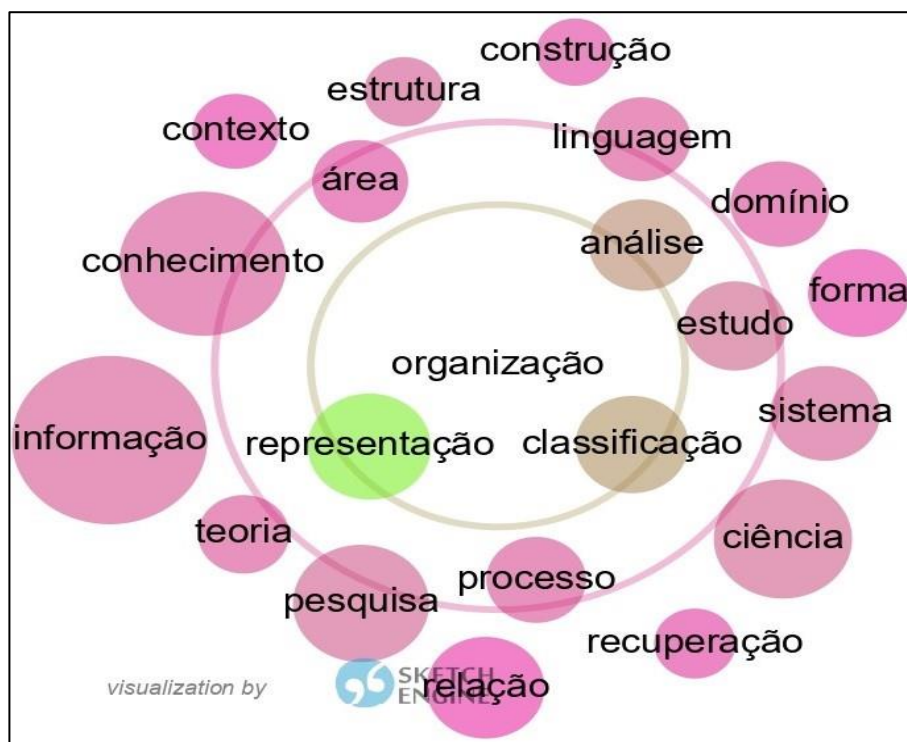 construção
estrutura
contexto
linguagem
área
domínio
análise
conhecimento
forma
estudo
organização
sistema
informação
representação
classificação
teoria
ciência
processo
pesquisa
recuperação
relação
visualization by
SKETCH
ENGINE